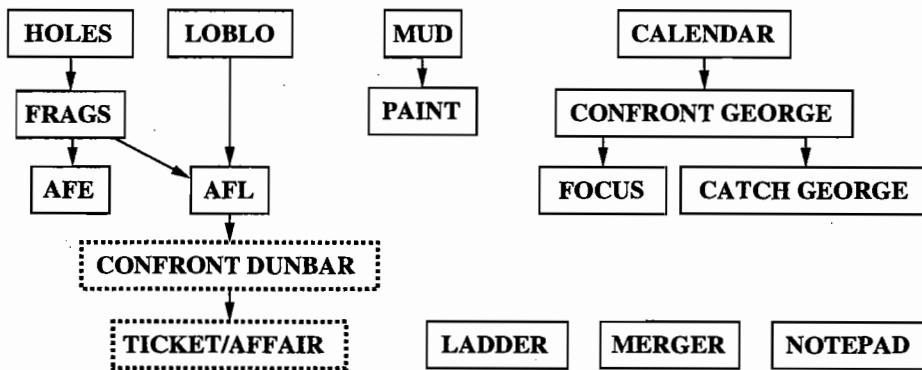 HOLES
LOBLO
MUD
CALENDAR
FRAGS
PAINT
CONFRONT GEORGE
AFE
AFL
FOCUS
CATCH GEORGE
CONFRONT DUNBAR
TICKET/AFFAIR
LADDER
MERGER
NOTEPAD